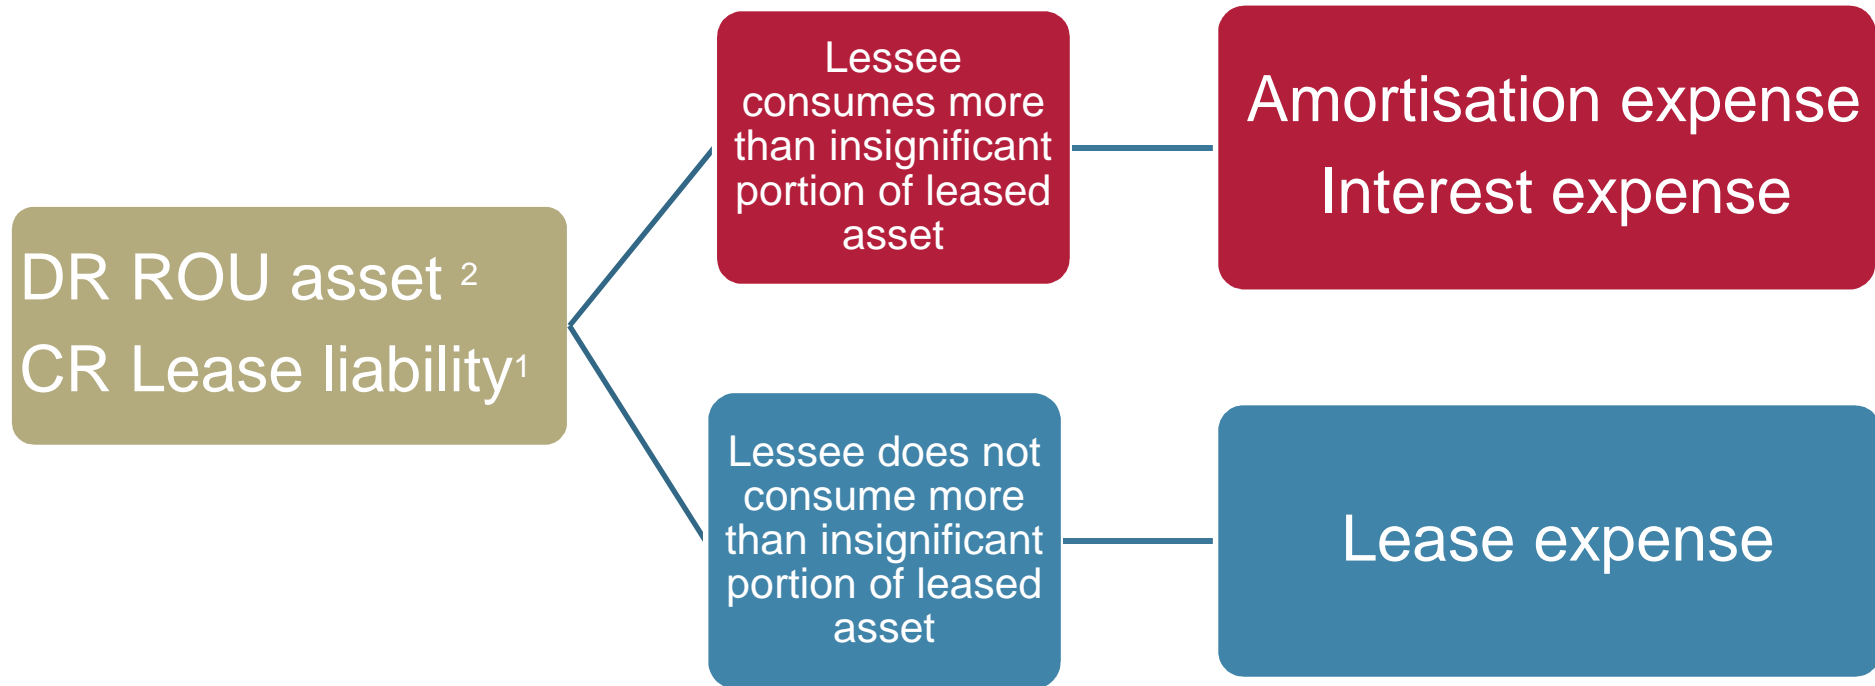 DR ROU asset 2
CR Lease liability1
Lessee
consumes more
than insignificant
portion of leased
asset
Amortisation expense
Interest expense
Lessee does not
consume more
than insignificant
portion of leased
asset
Lease expense